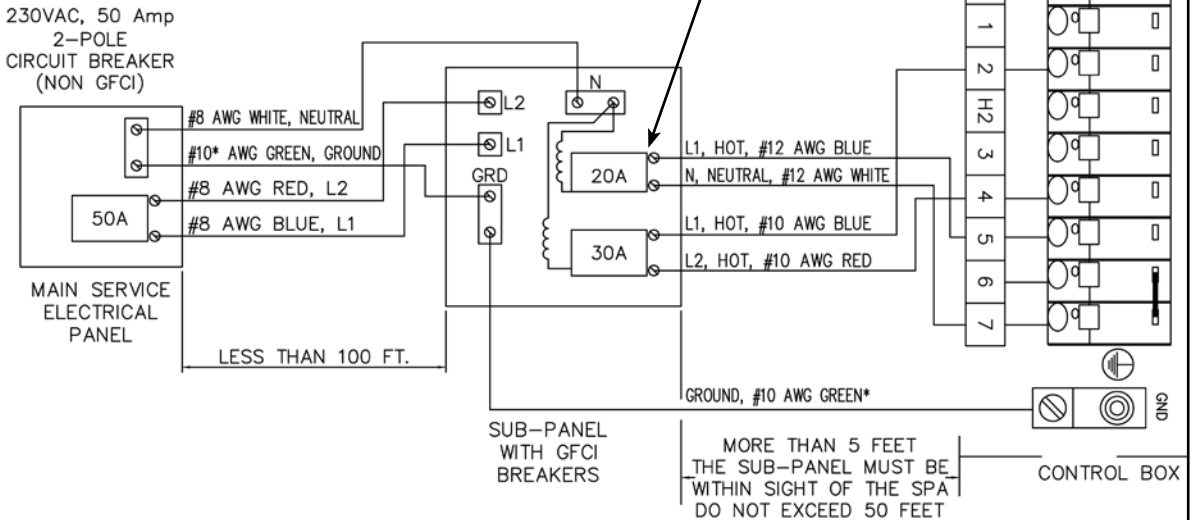 230VAC, 50 Amp
2-POLE
CIRCUIT BREAKER
(NON GFCI)
#8 AWG WHITE, NEUTRAL
#10* AWG GREEN, GROUND
#8 AWG RED, L2
#8 AWG BLUE, L1
50A
MAIN SERVICE
ELECTRICAL
PANEL
LESS THAN 100 FT.
L2
L1
GRD
N
20A
30A
SUB-PANEL
WITH GFCI
BREAKERS
L1, HOT, #12 AWG BLUE
N, NEUTRAL, #12 AWG WHITE
L1, HOT, #10 AWG BLUE
L2, HOT, #10 AWG RED
GROUND, #10 AWG GREEN*
MORE THAN 5 FEET
THE SUB-PANEL MUST BE
WITHIN SIGHT OF THE SPA
DO NOT EXCEED 50 FEET
1
2
H2
3
4
5
6
7
GND
CONTROL BOX